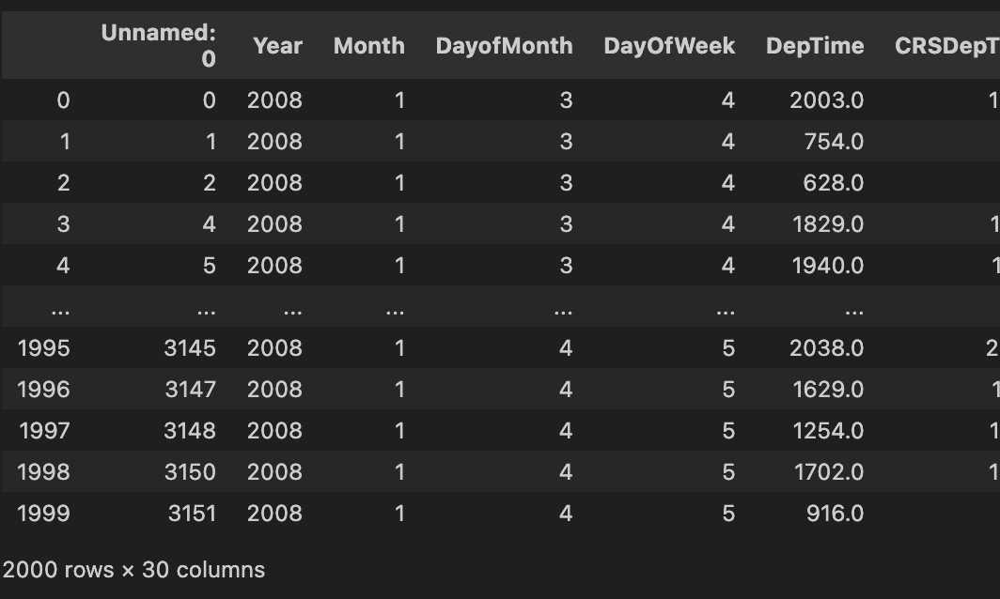 Unnamed: 0 Year Month DayofMonth DayOfWeek DepTime CRSDepT
0 0 2008 1 3 4 2003.0 1
1 1 2008 1 3 4 754.0
2 2 2008 1 3 4 628.0
3 4 2008 1 3 4 1829.0 1
4 5 2008 1 3 4 1940.0 1
... ... ... ... ... ... ...
1995 3145 2008 1 4 5 2038.0 2
1996 3147 2008 1 4 5 1629.0 1
1997 3148 2008 1 4 5 1254.0 1
1998 3150 2008 1 4 5 1702.0 1
1999 3151 2008 1 4 5 916.0
2000 rows × 30 columns